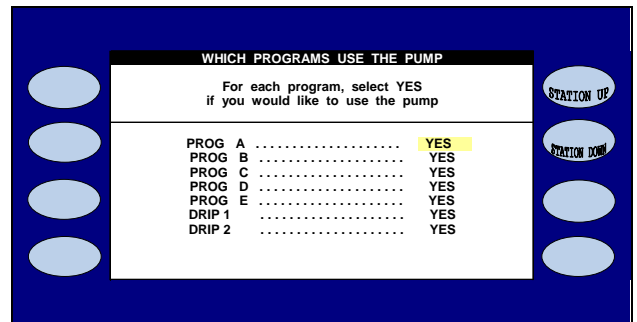 WHICH PROGRAMS USE THE PUMP
For each program, select YES
if you would like to use the pump
STATION UP
PROG A .................... YES
STATION DOWN
PROG B .................... YES
PROG C .................... YES
PROG D .................... YES
PROG E .................... YES
DRIP 1 .................... YES
DRIP 2 .................... YES